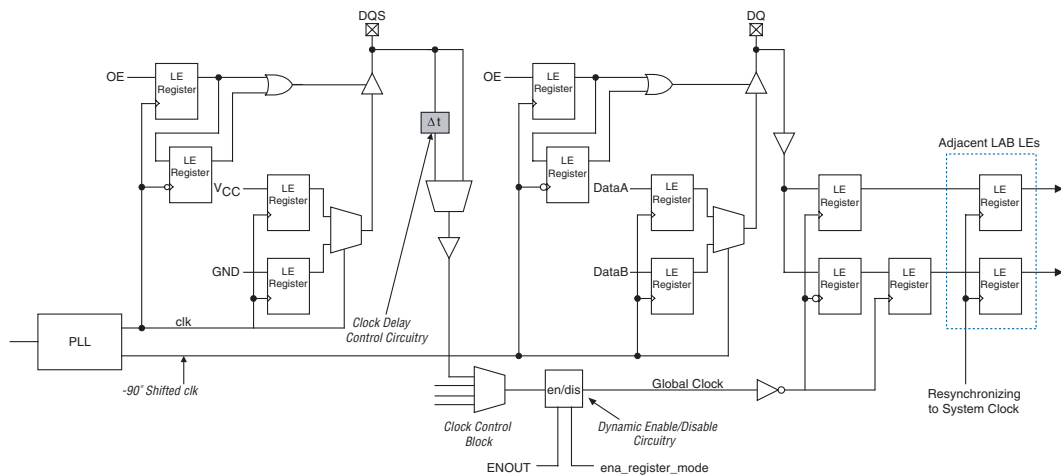 DQS
DQ
OE
LE
Register
OE
LE
Register
Δt
Adjacent LAB LEs
LE
Register
LE
Register
VCC
LE
Register
DataA
LE
Register
LE
Register
LE
Register
GND
LE
Register
DataB
LE
Register
LE
Register
LE
Register
LE
Register
clk
Clock Delay
Control Circuitry
PLL
-90° Shifted clk
en/dis
Global Clock
Resynchronizing
to System Clock
Clock Control
Block
Dynamic Enable/Disable
Circuitry
ENOUT
ena_register_mode